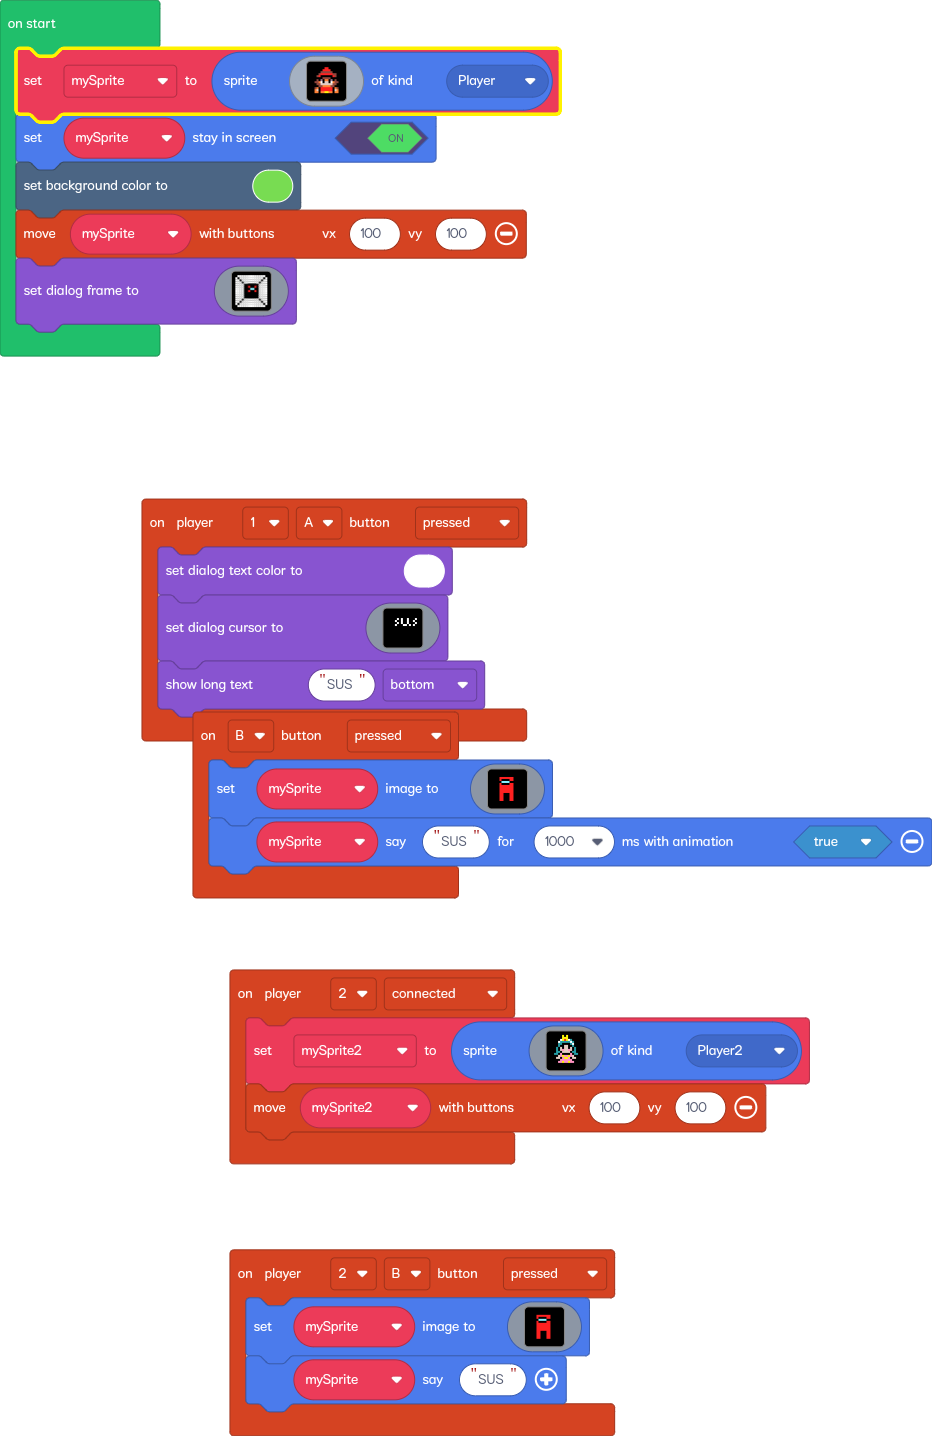 on start
set mySprite to sprite of kind Player
set mySprite stay in screen ON
set background color to
move mySprite with buttons vx 100 vy 100
set dialog frame to
on player 1 A button pressed
set dialog text color to
set dialog cursor to sus
show long text "SUS" bottom
on B button pressed
set mySprite image to
mySprite say "SUS" for 1000 ms with animation true
on player 2 connected
set mySprite2 to sprite of kind Player2
move mySprite2 with buttons vx 100 vy 100
on player 2 B button pressed
set mySprite image to
mySprite say "SUS"